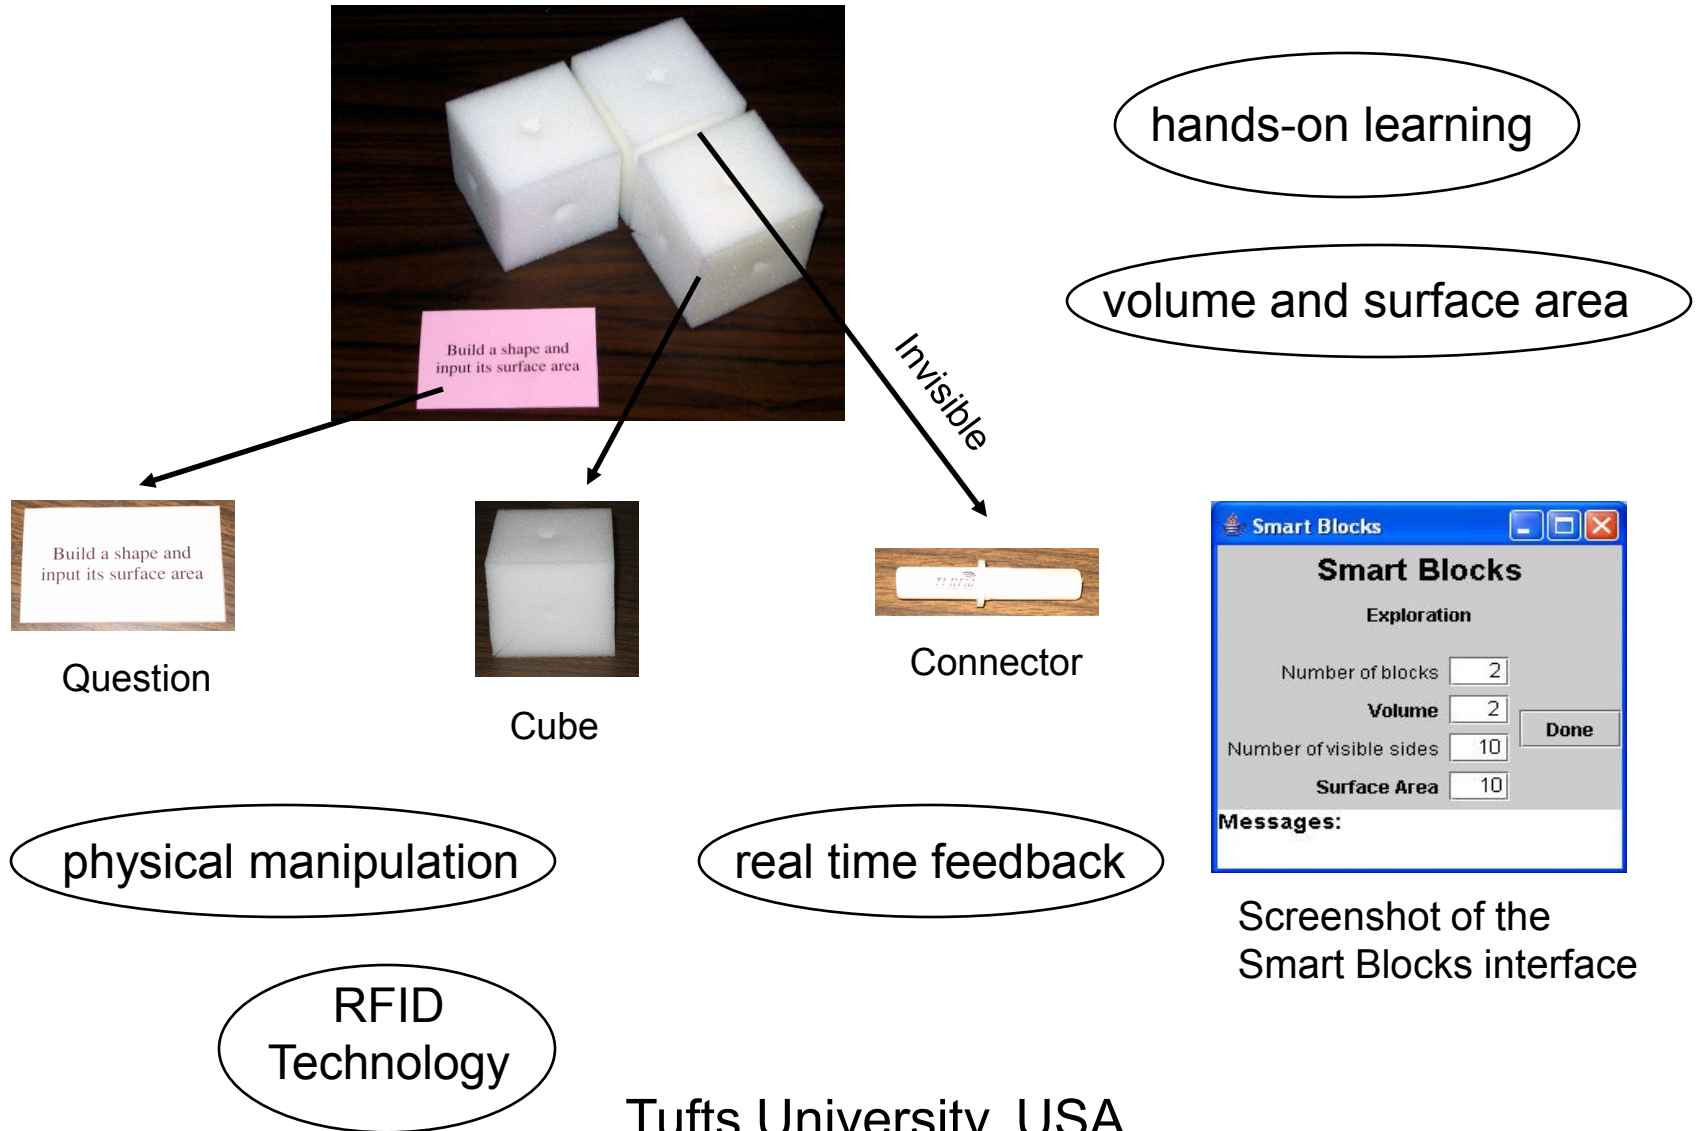 hands-on learning
volume and surface area
Build a shape and
input its surface area
Invisible
Build a shape and
input its surface area
Question
Cube
Connector
Smart Blocks
Smart Blocks
Exploration
Number of blocks 2
Volume 2
Done
Number of visible sides 10
Surface Area 10
Messages:
physical manipulation
real time feedback
Screenshot of the
Smart Blocks interface
RFID
Technology
Tufts University, USA